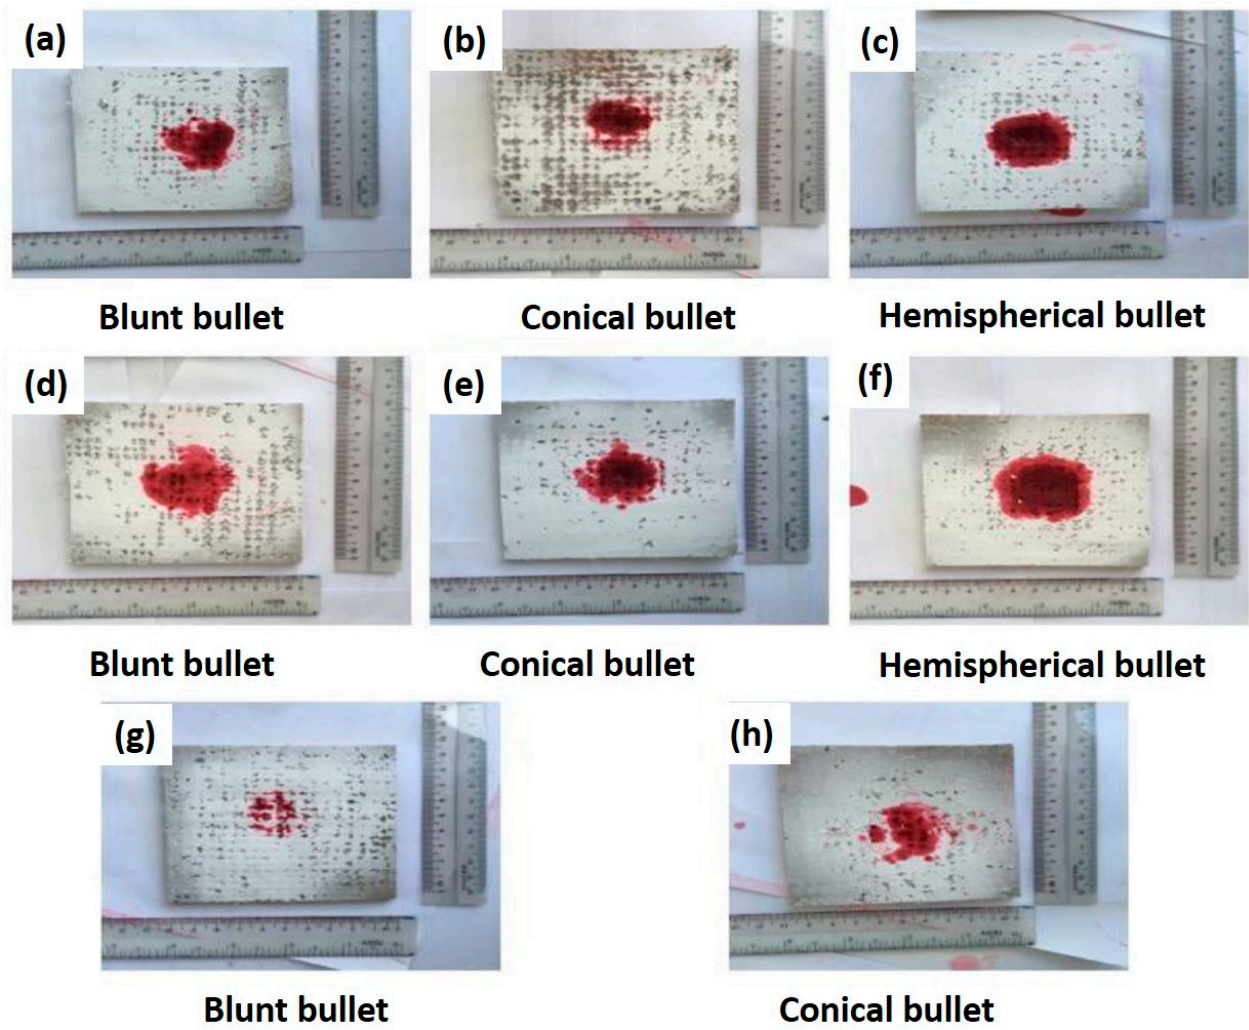 (a)
(b)
(c)
Blunt bullet
Conical bullet
Hemispherical bullet
(d)
(e)
(f)
Blunt bullet
Conical bullet
Hemispherical bullet
(g)
(h)
Blunt bullet
Conical bullet